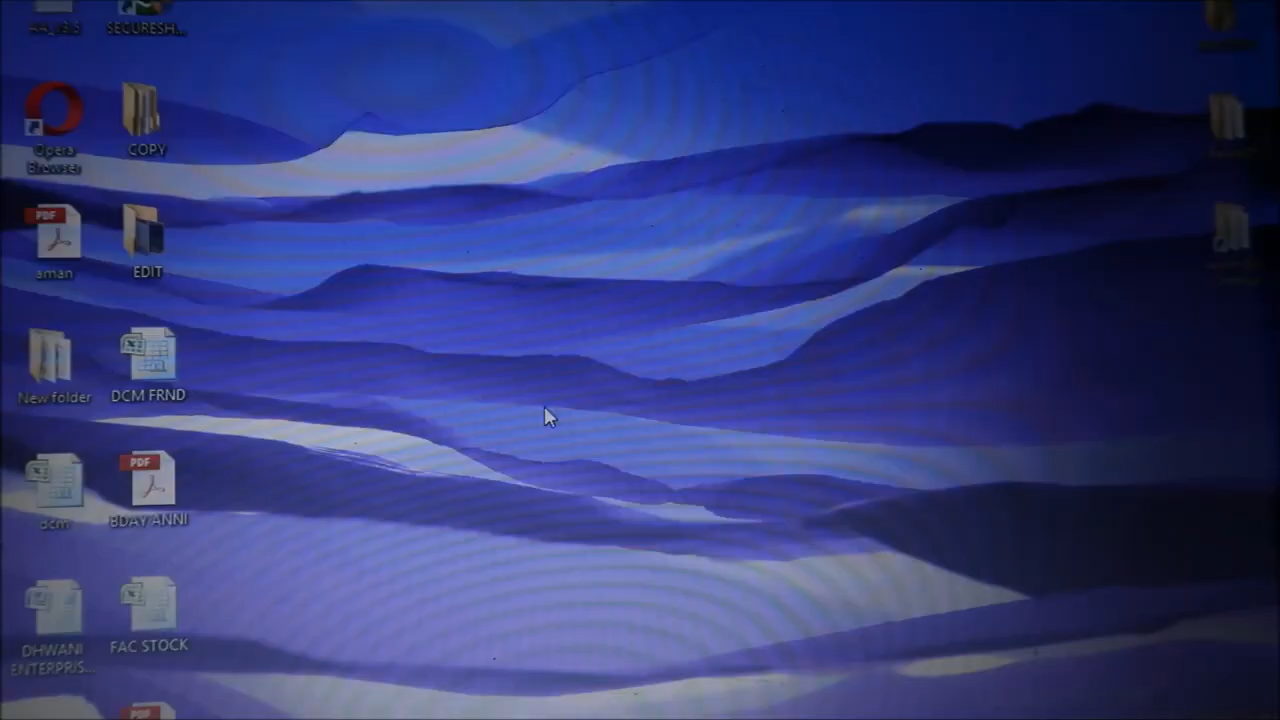 SECURESH...
Opera
Browser
COPY
PDF
aman
EDIT
New folder
DCM FRND
dcm
PDF
BDAY ANNI
DHWANI
ENTERPRIS...
FAC STOCK
PDF